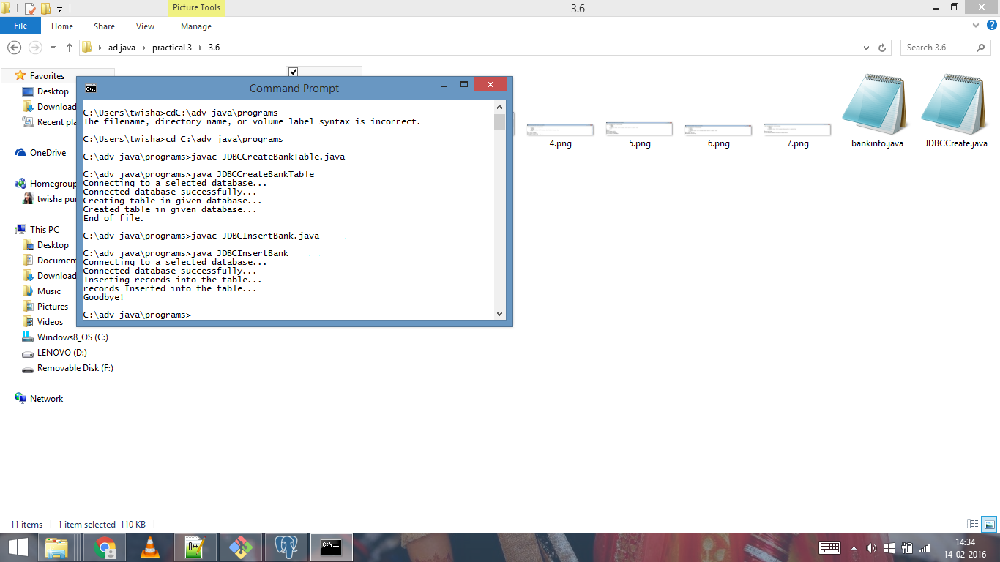 Picture Tools
3.6
File
Home
Share
View
Manage
ad java
practical 3
3.6
Search 3.6
Favorites
Desktop
Download
Recent pla
OneDrive
Homegroup
twisha pu
This PC
Desktop
Documen
Download
Music
Pictures
Videos
Windows8_OS (C:)
LENOVO (D:)
Removable Disk (F:)
Network
Command Prompt
C:\Users\twisha>cdC:\adv java\programs
The filename, directory name, or volume label syntax is incorrect.
C:\Users\twisha>cd C:\adv java\programs
C:\adv java\programs>javac JDBCCreateBankTable.java
C:\adv java\programs>java JDBCCreateBankTable
Connecting to a selected database...
Connected database successfully...
Creating table in given database...
Created table in given database...
End of file.
C:\adv java\programs>javac JDBCInsertBank.java
C:\adv java\programs>java JDBCInsertBank
Connecting to a selected database...
Connected database successfully...
Inserting records into the table...
records Inserted into the table...
Goodbye!
C:\adv java\programs>
4.png
5.png
6.png
7.png
bankinfo.java
JDBCCreate.java
11 items
1 item selected 110 KB
14:34
14-02-2016